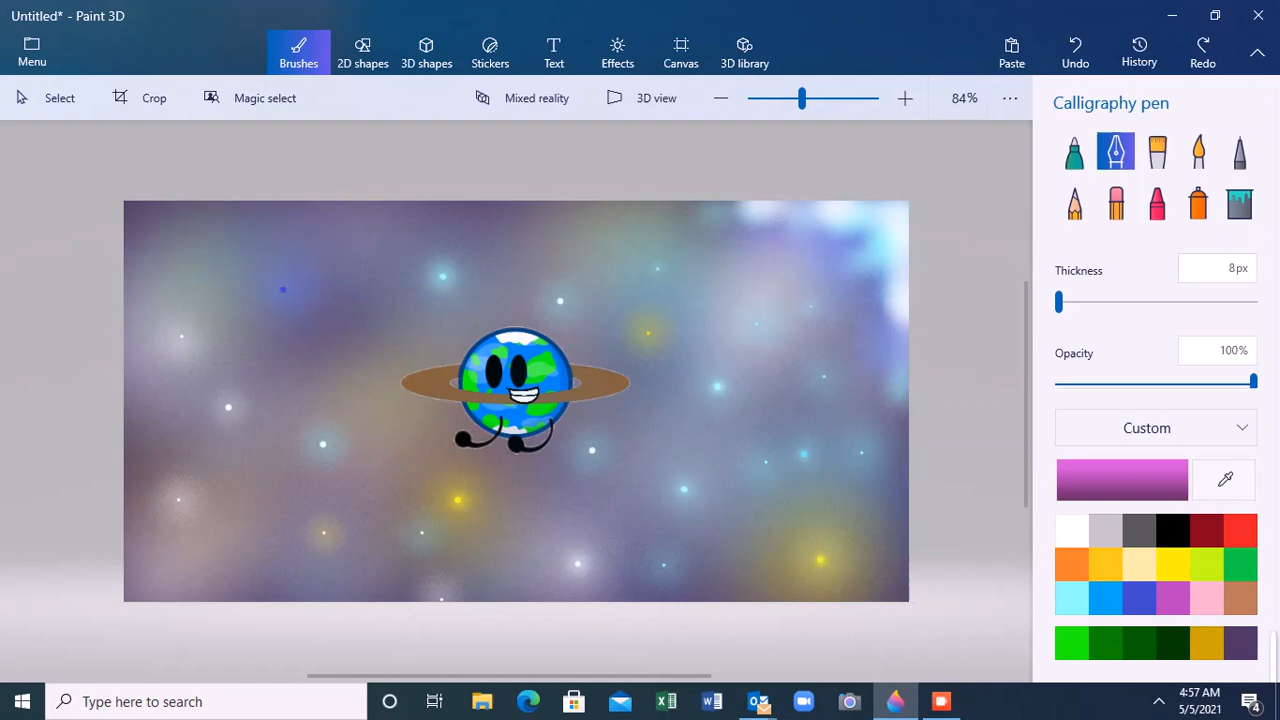 Untitled* - Paint 3D
Menu
Brushes
2D shapes
3D shapes
Stickers
Text
Effects
Canvas
3D library
Paste
Undo
History
Redo
Select
Crop
Magic select
Mixed reality
3D view
84%
Calligraphy pen
Thickness
8px
Opacity
100%
Custom
Type here to search
4:57 AM
5/5/2021
4